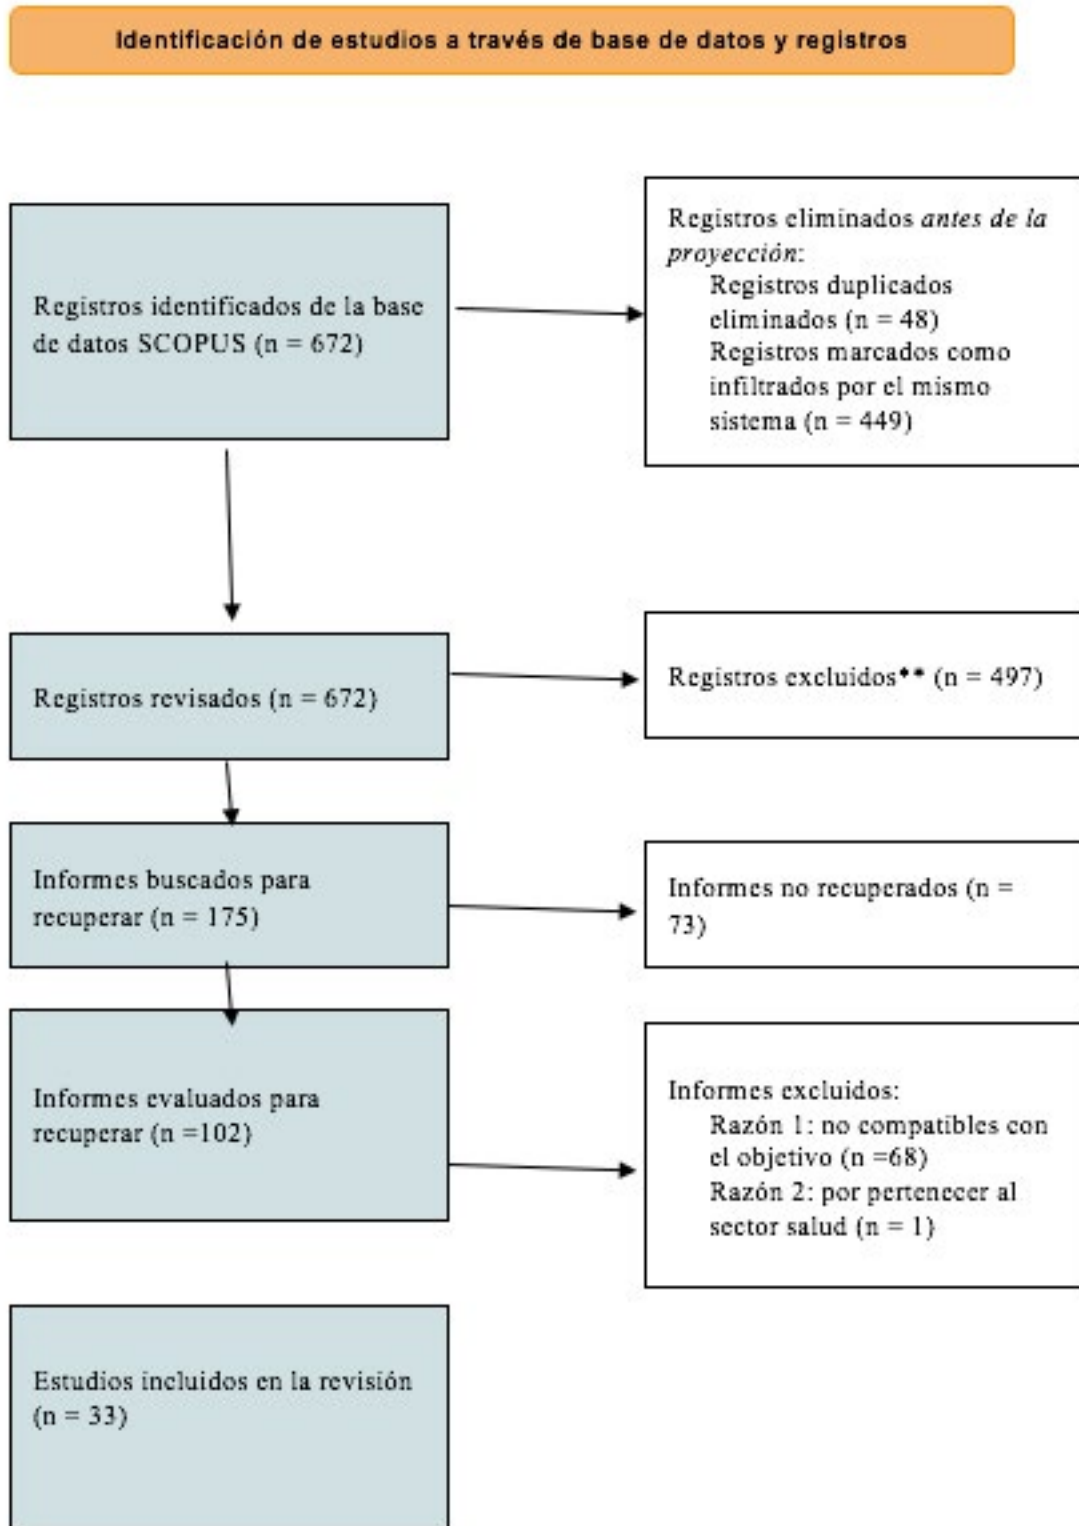 Identificación de estudios a través de base de datos y registros
Registros identificados de la base
de datos SCOPUS (n = 672)
Registros eliminados antes de la
proyección:
Registros duplicados
eliminados (n = 48)
Registros marcados como
infiltrados por el mismo
sistema (n = 449)
Registros revisados (n = 672)
Registros excluidos** (n = 497)
Informes buscados para
recuperar (n = 175)
Informes no recuperados (n =
73)
Informes evaluados para
recuperar (n =102)
Informes excluidos:
Razón 1: no compatibles con
el objetivo (n =68)
Razón 2: por pertenecer al
sector salud (n = 1)
Estudios incluidos en la revisión
(n = 33)